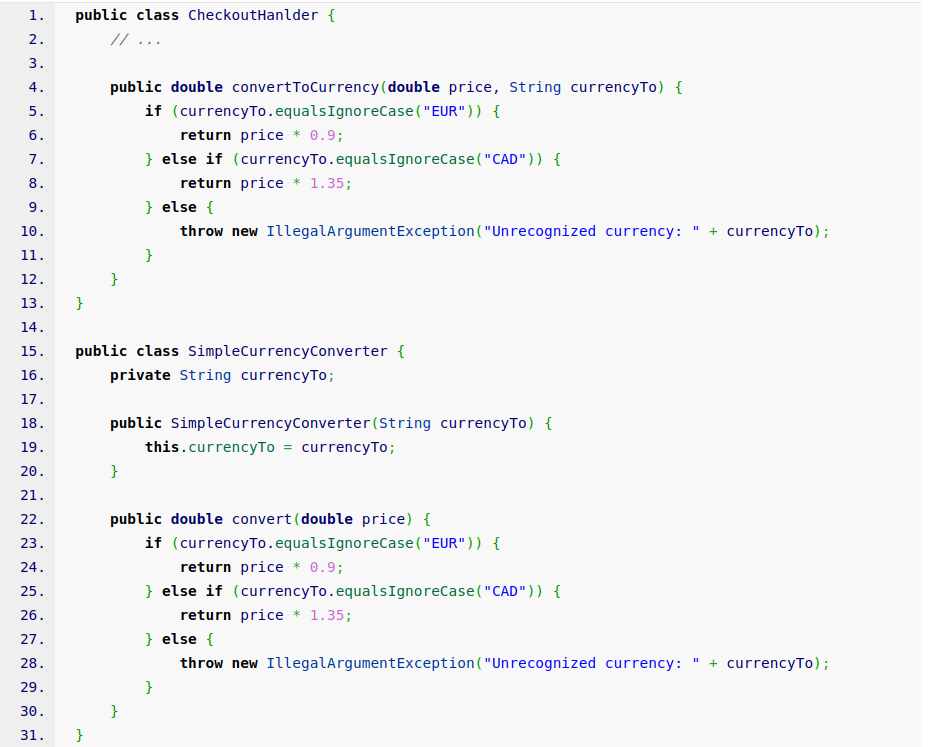 1. public class CheckoutHanlder {
2.     // ...
3.
4.     public double convertToCurrency(double price, String currencyTo) {
5.         if (currencyTo.equalsIgnoreCase("EUR")) {
6.             return price * 0.9;
7.         } else if (currencyTo.equalsIgnoreCase("CAD")) {
8.             return price * 1.35;
9.         } else {
10.             throw new IllegalArgumentException("Unrecognized currency: " + currencyTo);
11.         }
12.     }
13. }
14.
15. public class SimpleCurrencyConverter {
16.     private String currencyTo;
17.
18.     public SimpleCurrencyConverter(String currencyTo) {
19.         this.currencyTo = currencyTo;
20.     }
21.
22.     public double convert(double price) {
23.         if (currencyTo.equalsIgnoreCase("EUR")) {
24.             return price * 0.9;
25.         } else if (currencyTo.equalsIgnoreCase("CAD")) {
26.             return price * 1.35;
27.         } else {
28.             throw new IllegalArgumentException("Unrecognized currency: " + currencyTo);
29.         }
30.     }
31. }